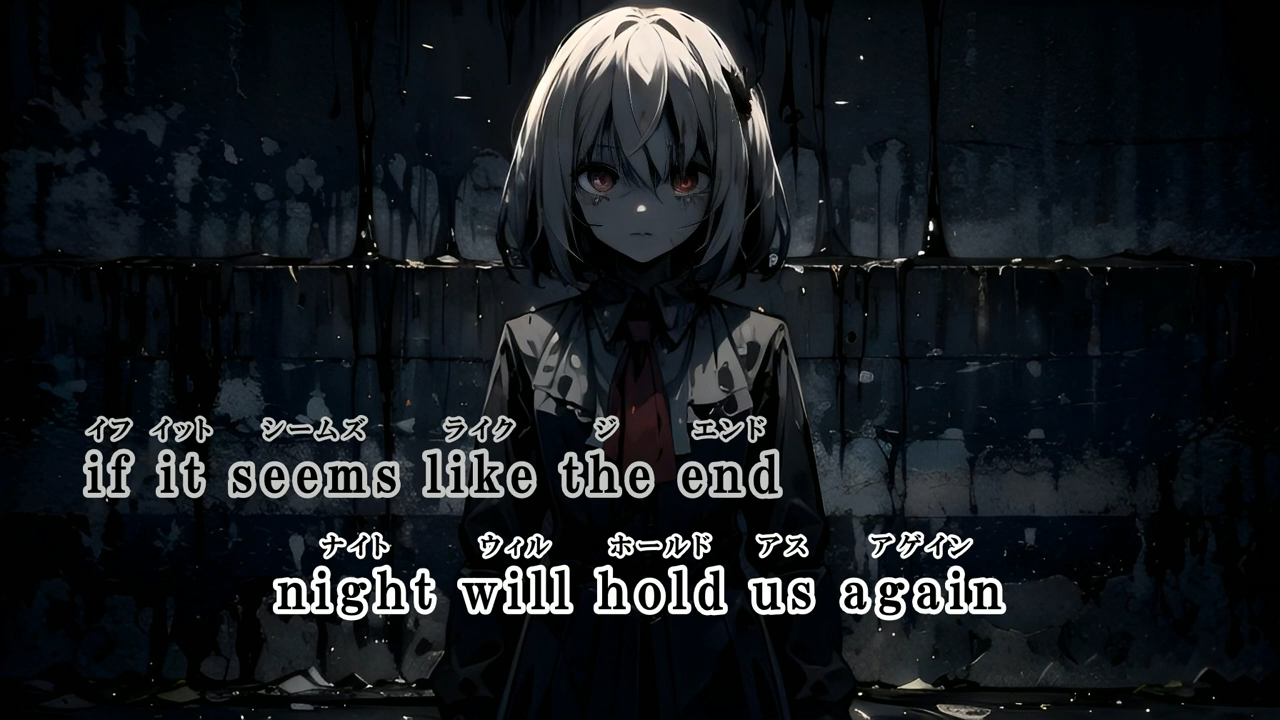 イフ イット シームズ ライク ジ エンド
if it seems like the end
ナイト ウィル ホールド アス アゲイン
night will hold us again